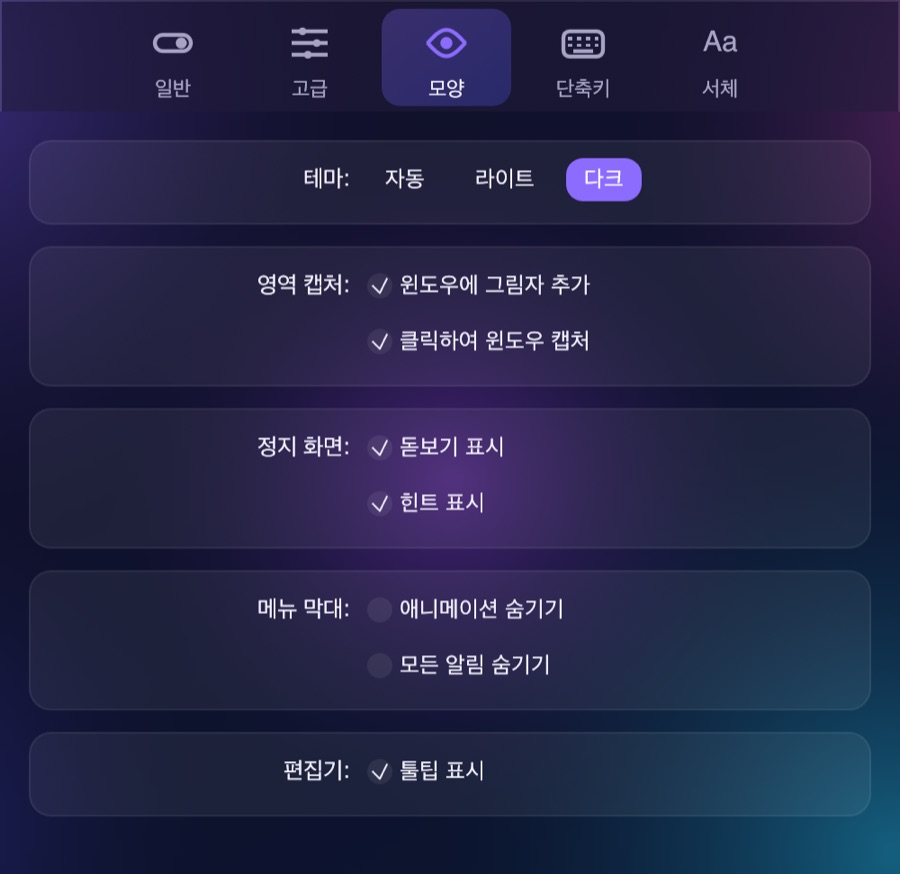 Aa
일반 고급 모양 단축키 서체
테마: 자동 라이트 다크
영역 캡처: 윈도우에 그림자 추가
클릭하여 윈도우 캡처
정지 화면: 돋보기 표시
힌트 표시
메뉴 막대: 애니메이션 숨기기
모든 알림 숨기기
편집기: 툴팁 표시